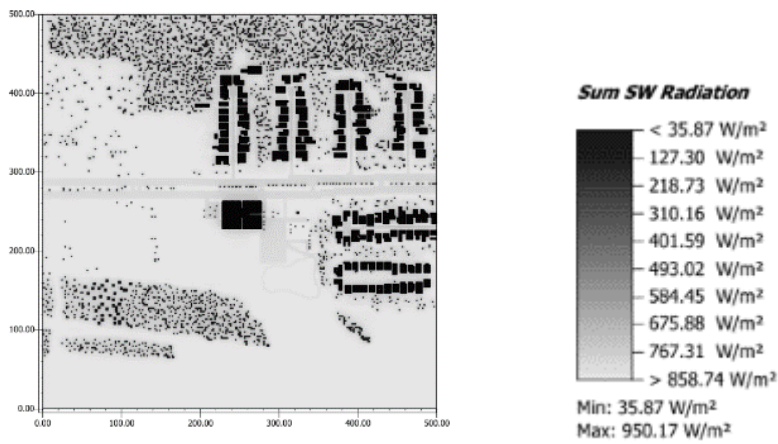 500.00
400.00
300.00
200.00
100.00
0.00
0.00 100.00 200.00 300.00 400.00 500.00
Sum SW Radiation
< 35.87 W/m²
127.30 W/m²
218.73 W/m²
310.16 W/m²
401.59 W/m²
493.02 W/m²
584.45 W/m²
675.88 W/m²
767.31 W/m²
> 858.74 W/m²
Min: 35.87 W/m²
Max: 950.17 W/m²